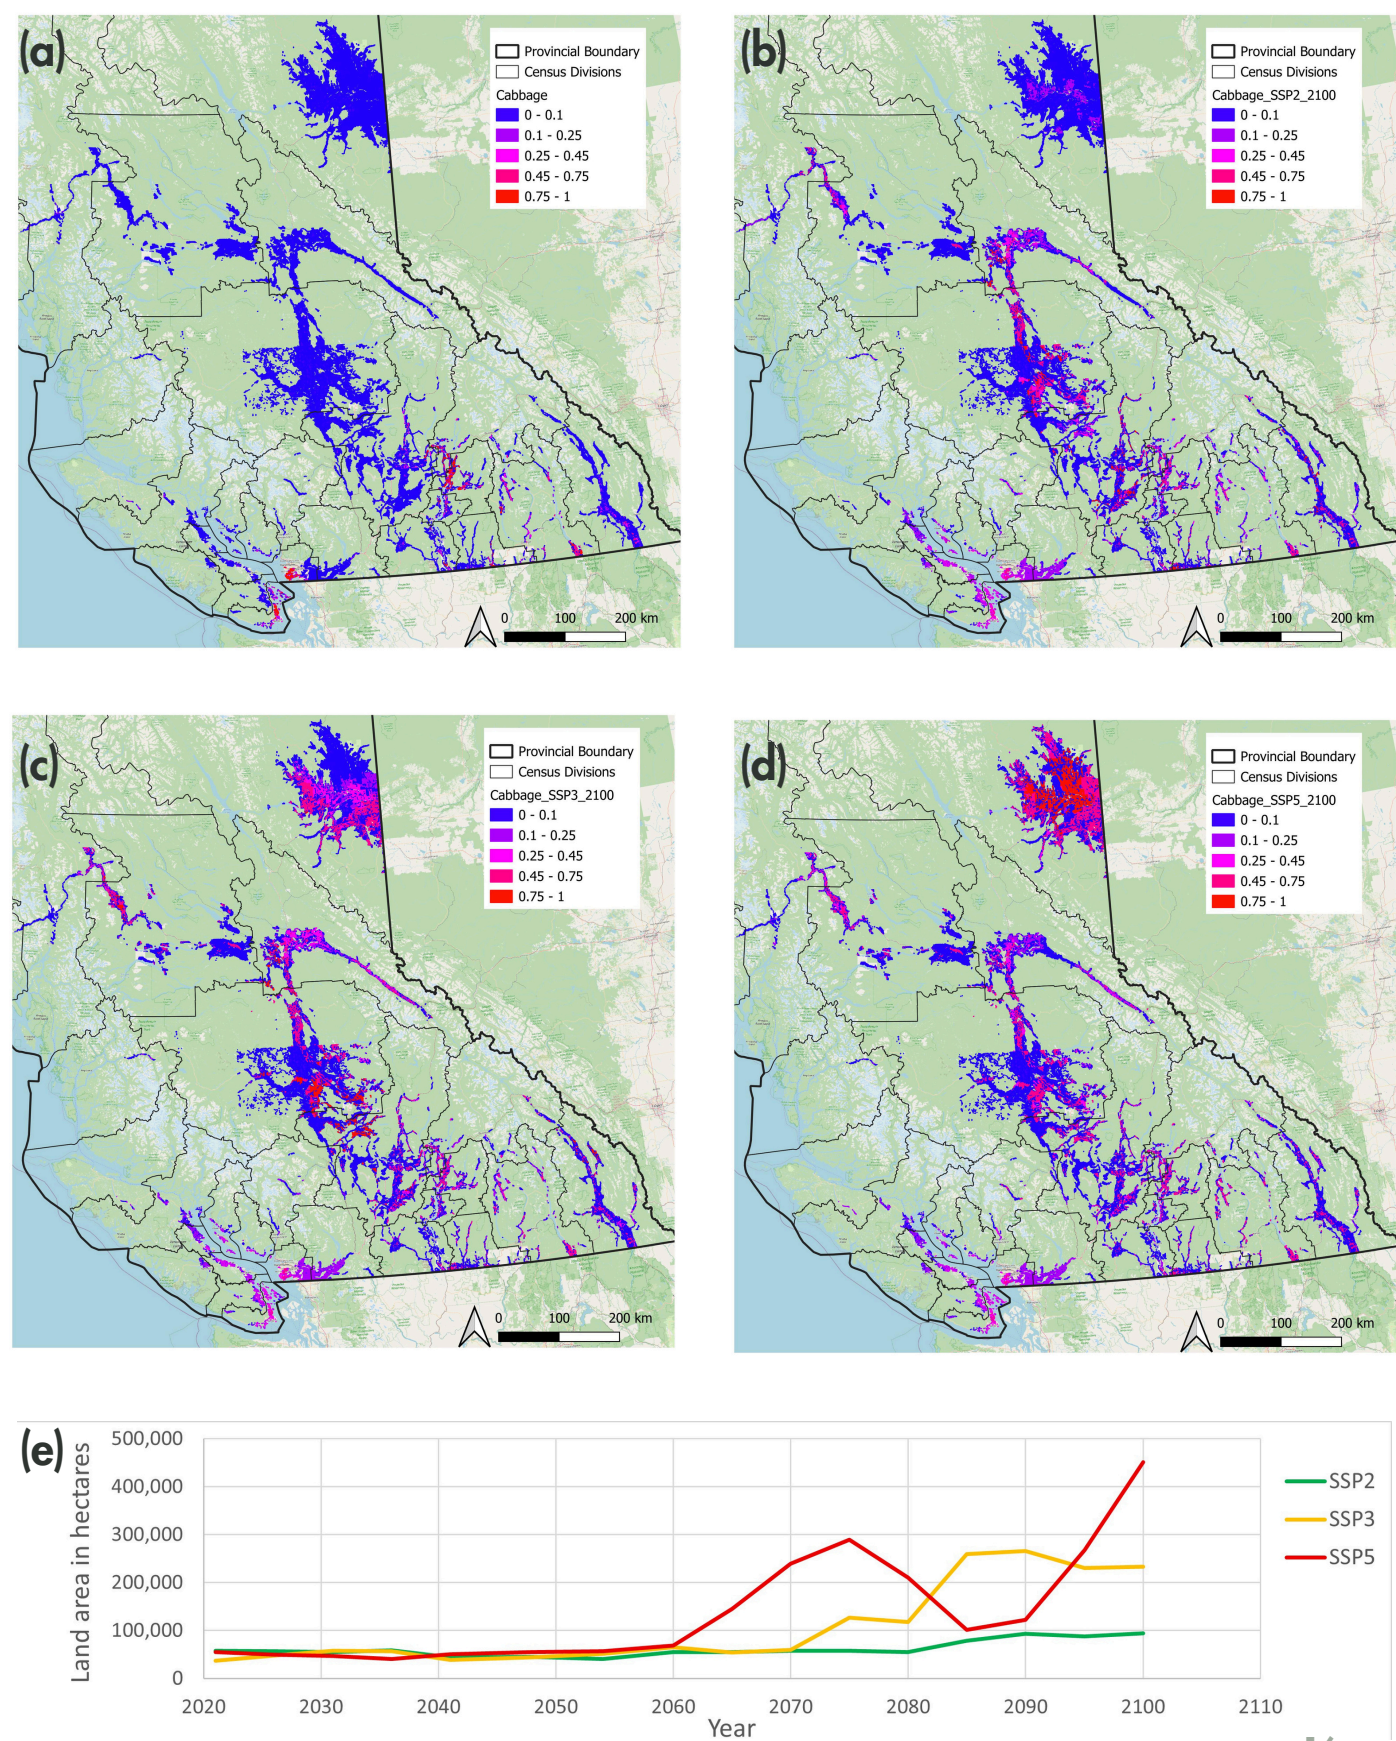 (a)
Provincial Boundary
Census Divisions
Cabbage
0 - 0.1
0.1 - 0.25
0.25 - 0.45
0.45 - 0.75
0.75 - 1
0 100 200 km
(b)
Provincial Boundary
Census Divisions
Cabbage_SSP2_2100
0 - 0.1
0.1 - 0.25
0.25 - 0.45
0.45 - 0.75
0.75 - 1
0 100 200 km
(c)
Provincial Boundary
Census Divisions
Cabbage_SSP3_2100
0 - 0.1
0.1 - 0.25
0.25 - 0.45
0.45 - 0.75
0.75 - 1
0 100 200 km
(d)
Provincial Boundary
Census Divisions
Cabbage_SSP5_2100
0 - 0.1
0.1 - 0.25
0.25 - 0.45
0.45 - 0.75
0.75 - 1
0 100 200 km
(e)
Land area in hectares
500,000
400,000
300,000
200,000
100,000
0
2020 2030 2040 2050 2060 2070 2080 2090 2100 2110
Year
SSP2
SSP3
SSP5